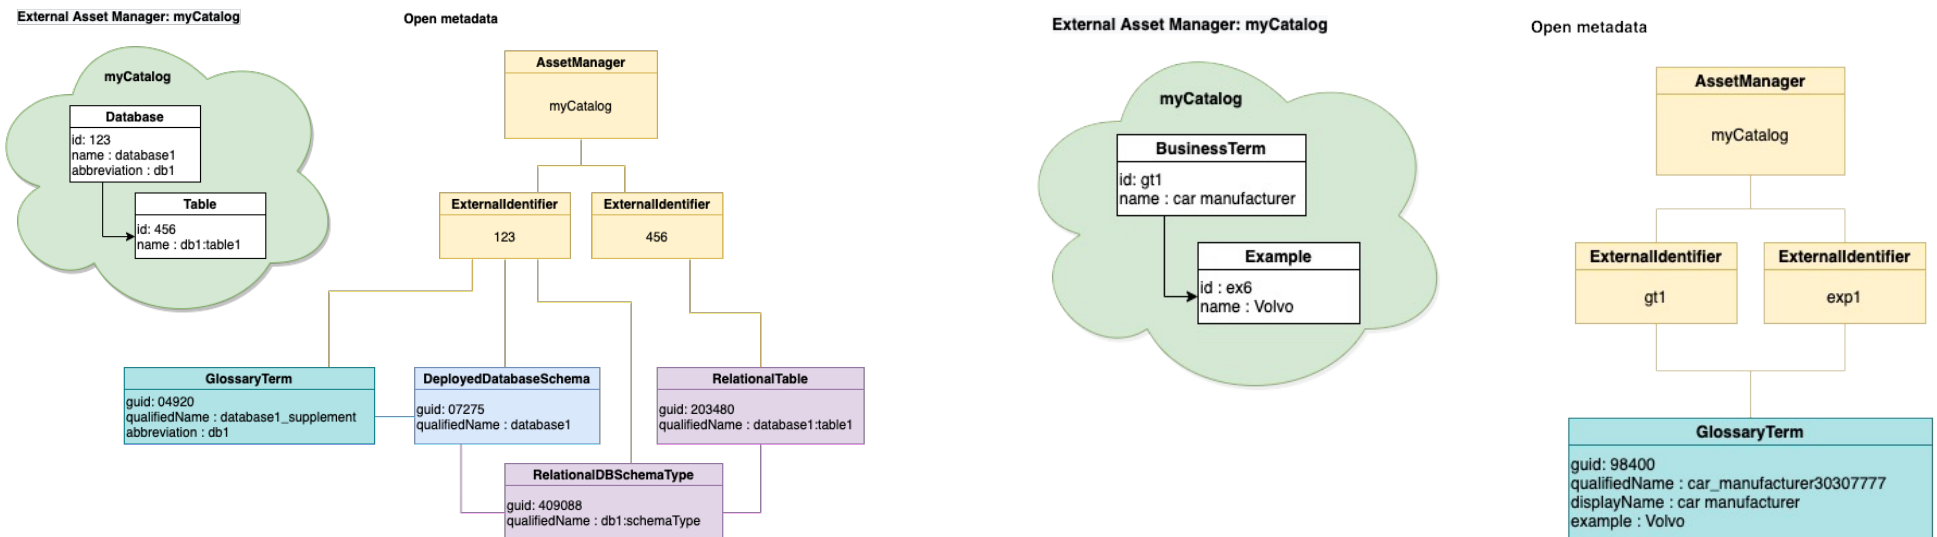 External Asset Manager: myCatalog
Open metadata
myCatalog
Database
id: 123
name : database1
abbreviation : db1
Table
id: 456
name : db1:table1
AssetManager
myCatalog
ExternalIdentifier
123
ExternalIdentifier
456
GlossaryTerm
guid: 04920
qualifiedName : database1_supplement
abbreviation : db1
DeployedDatabaseSchema
guid: 07275
qualifiedName : database1
RelationalTable
guid: 203480
qualifiedName : database1:table1
RelationalDBSchemaType
guid: 409088
qualifiedName : db1:schemaType
External Asset Manager: myCatalog
Open metadata
myCatalog
BusinessTerm
id: gt1
name : car manufacturer
Example
id : ex6
name : Volvo
AssetManager
myCatalog
ExternalIdentifier
gt1
ExternalIdentifier
exp1
GlossaryTerm
guid: 98400
qualifiedName : car_manufacturer30307777
displayName : car manufacturer
example : Volvo